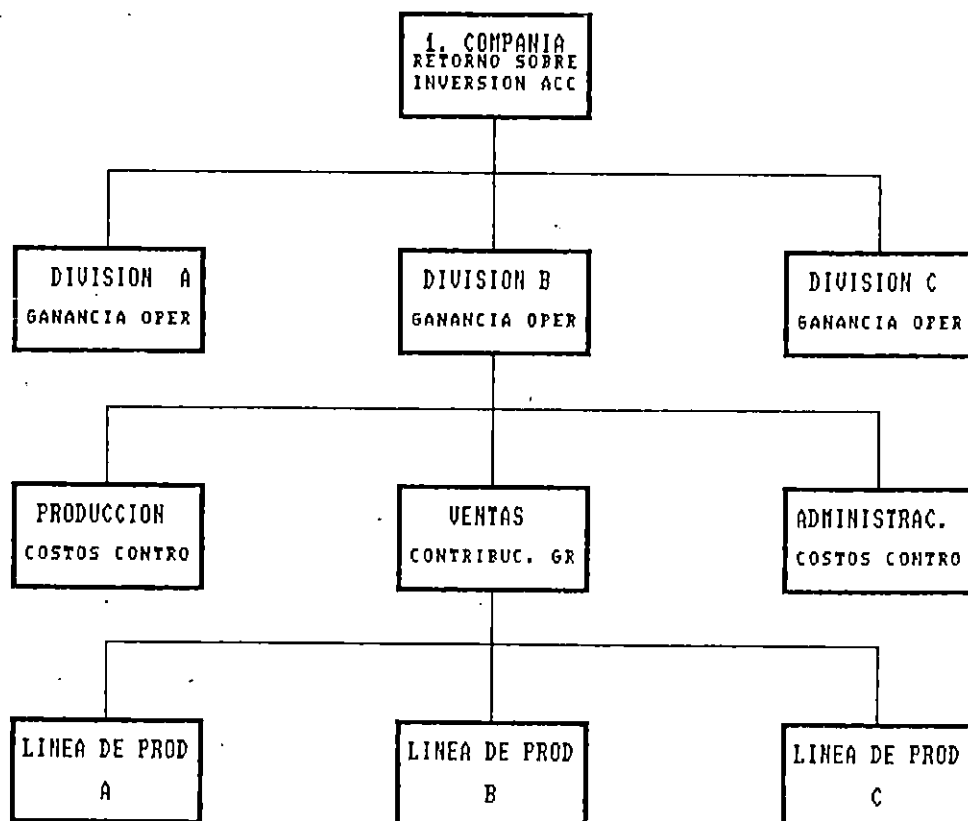 1. COMPANIA
RETORNO SOBRE
INVERSION ACC
DIVISION A
GANANCIA OPER
DIVISION B
GANANCIA OPER
DIVISION C
GANANCIA OPER
PRODUCCION
COSTOS CONTRO
VENTAS
CONTRIBUC. GR
ADMINISTRAC.
COSTOS CONTRO
LINEA DE PROD
A
LINEA DE PROD
B
LINEA DE PROD
C